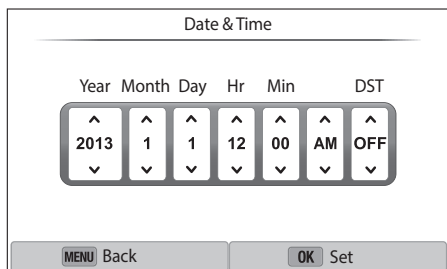 Date & Time
Year Month Day Hr Min DST
2013 1 1 12 00 AM OFF
MENU Back OK Set